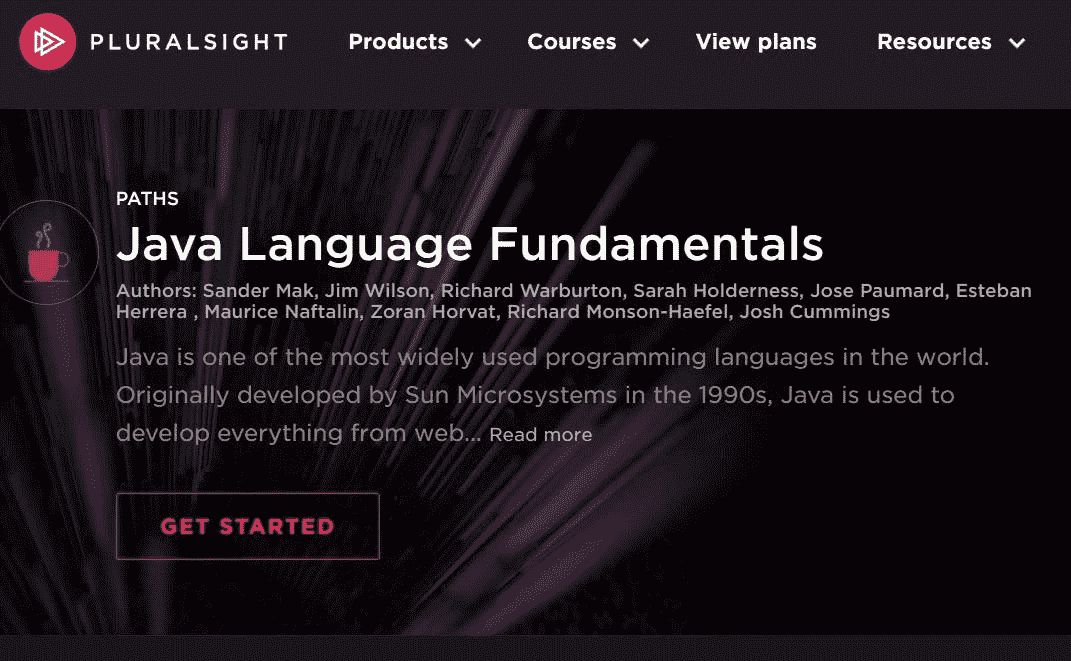 PLURALSIGHT Products Courses View plans Resources
PATHS
Java Language Fundamentals
Authors: Sander Mak, Jim Wilson, Richard Warburton, Sarah Holderness, Jose Paumard, Esteban
Herrera , Maurice Naftalin, Zoran Horvat, Richard Monson-Haefel, Josh Cummings
Java is one of the most widely used programming languages in the world.
Originally developed by Sun Microsystems in the 1990s, Java is used to
develop everything from web... Read more
GET STARTED